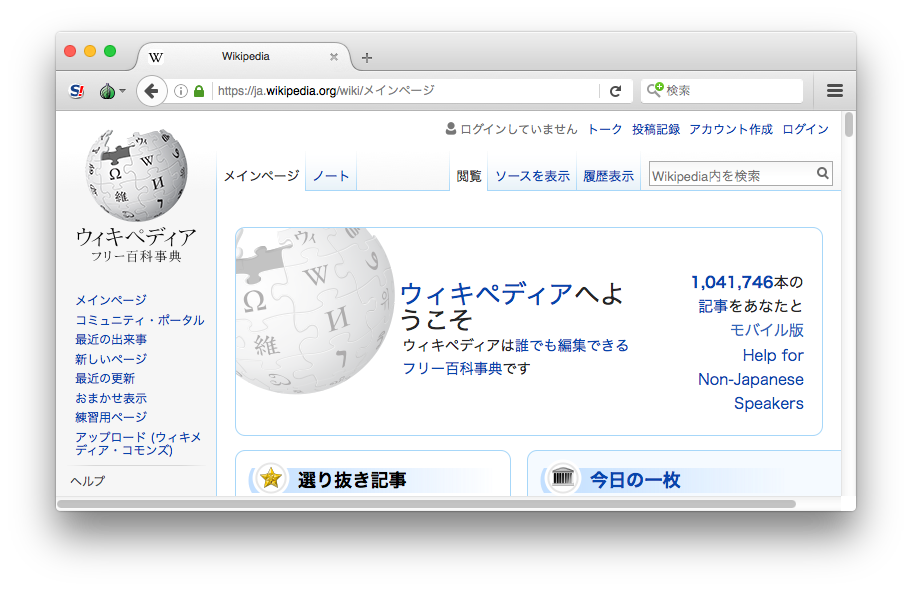 W Wikipedia
S!
https://ja.wikipedia.org/wiki/メインページ
検索
ログインしていません トーク 投稿記録 アカウント作成 ログイン
メインページ ノート 閲覧 ソースを表示 履歴表示 Wikipedia内を検索
Ω W И 維
ウィキペディア
フリー百科事典
メインページ
コミュニティ・ポータル
最近の出来事
新しいページ
最近の更新
おまかせ表示
練習用ページ
アップロード (ウィキメ
ディア・コモンズ)
ヘルプ
ウィ Ω W И 維
ウィキペディアへよ
うこそ
ウィキペディアは誰でも編集できる
フリー百科事典です
1,041,746本の
記事をあなたと
モバイル版
Help for
Non-Japanese
Speakers
選り抜き記事
今日の一枚